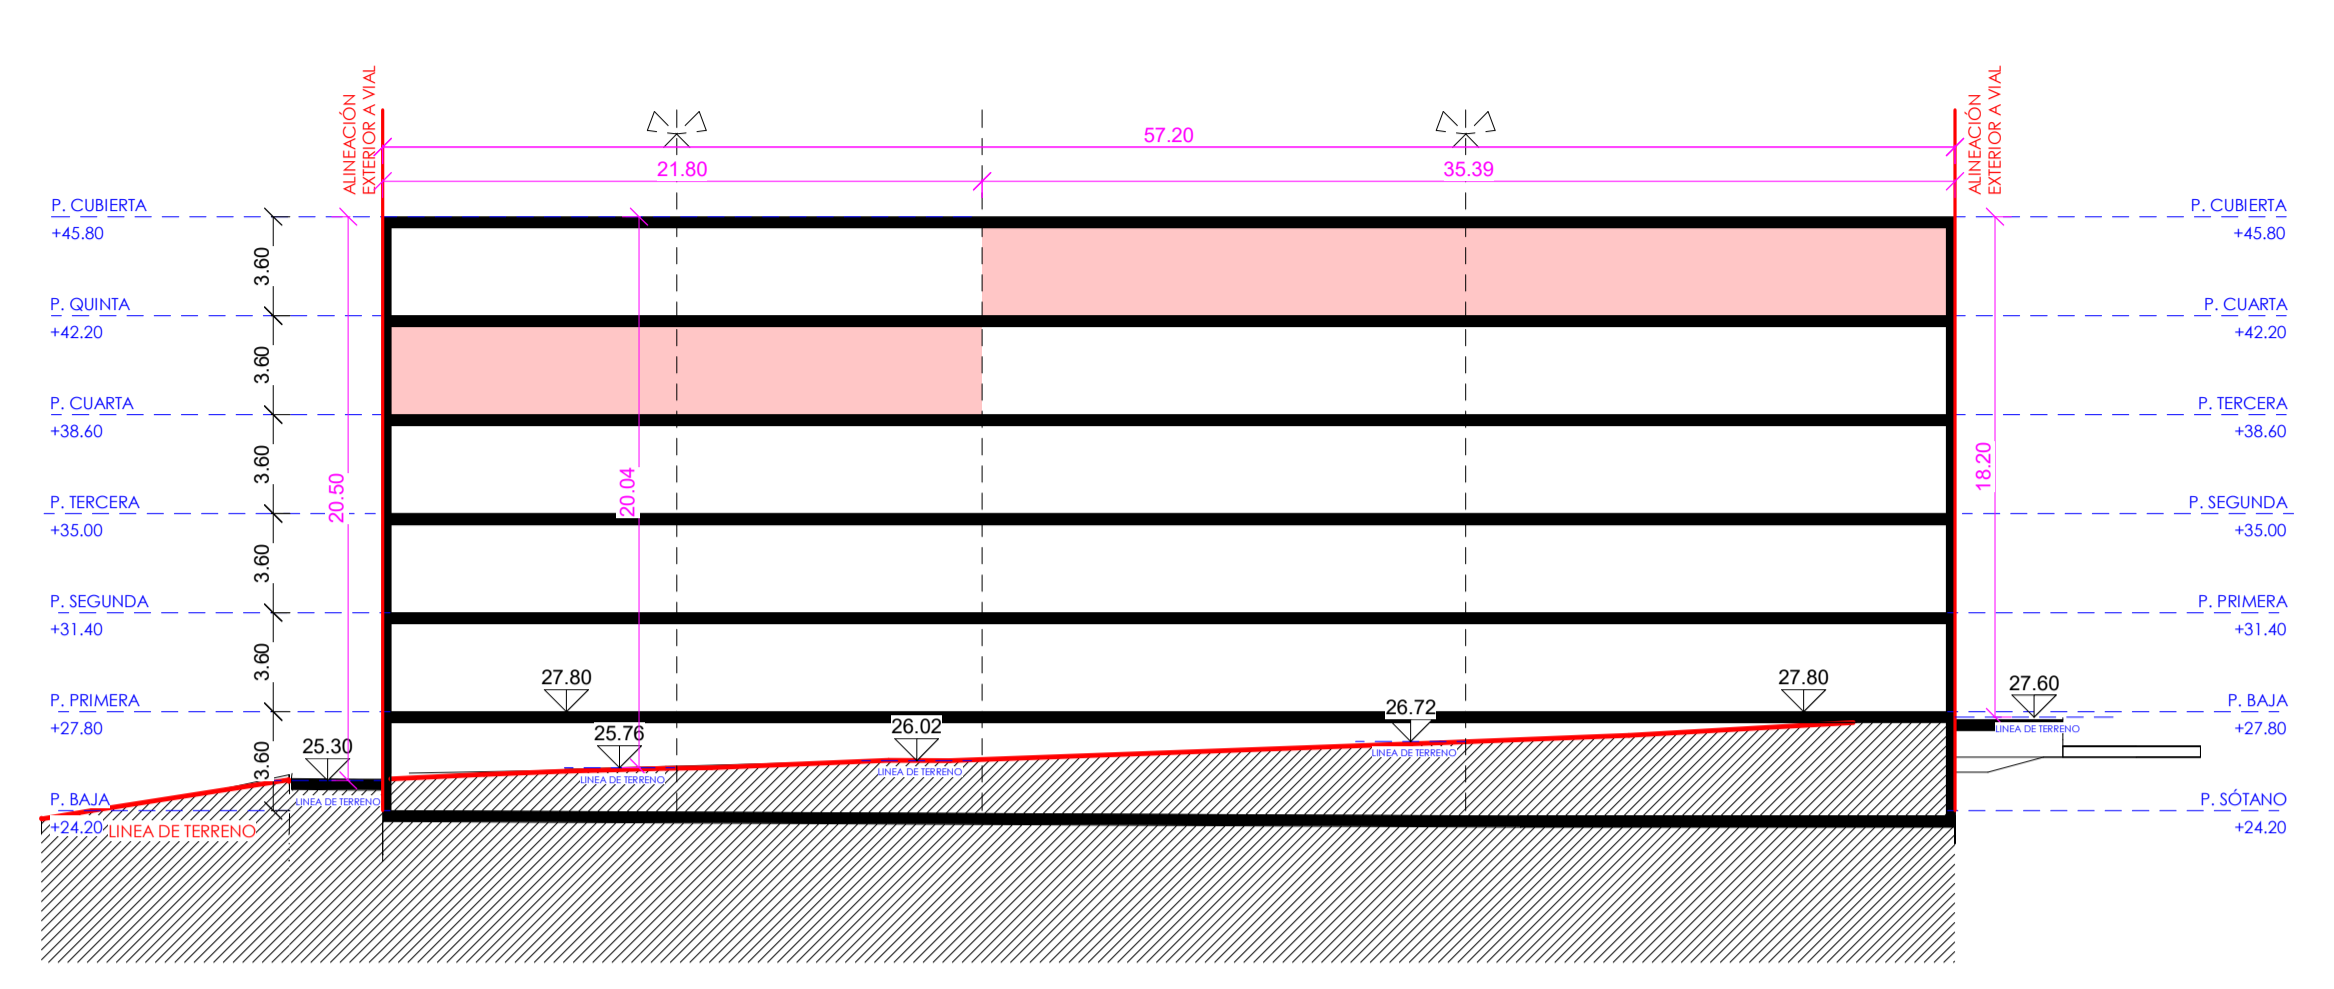 ALINEACIÓN
EXTERIOR A VIAL
ALINEACIÓN
EXTERIOR A VIAL
57.20
21.80
35.39
P. CUBIERTA
+45.80
P. CUBIERTA
+45.80
3.60
P. QUINTA
+42.20
P. CUARTA
+42.20
3.60
P. CUARTA
+38.60
P. TERCERA
+38.60
3.60
20.50
20.04
18.20
P. TERCERA
+35.00
P. SEGUNDA
+35.00
3.60
P. SEGUNDA
+31.40
P. PRIMERA
+31.40
3.60
27.80
27.80
27.60
P. PRIMERA
+27.80
P. BAJA
+27.80
25.30
25.76
26.02
26.72
LINEA DE TERRENO
3.60
LINEA DE TERRENO
LINEA DE TERRENO
LINEA DE TERRENO
LINEA DE TERRENO
P. BAJA
+24.20
LINEA DE TERRENO
P. SÓTANO
+24.20